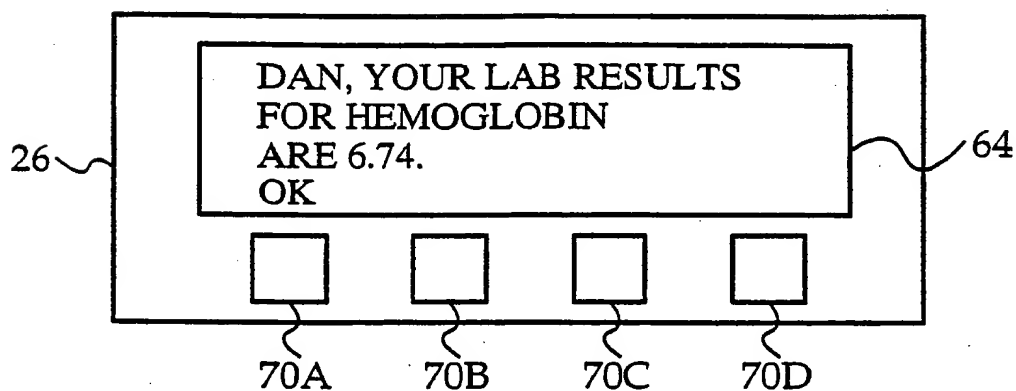 DAN, YOUR LAB RESULTS
FOR HEMOGLOBIN
ARE 6.74.
OK
26
64
70A 70B 70C 70D